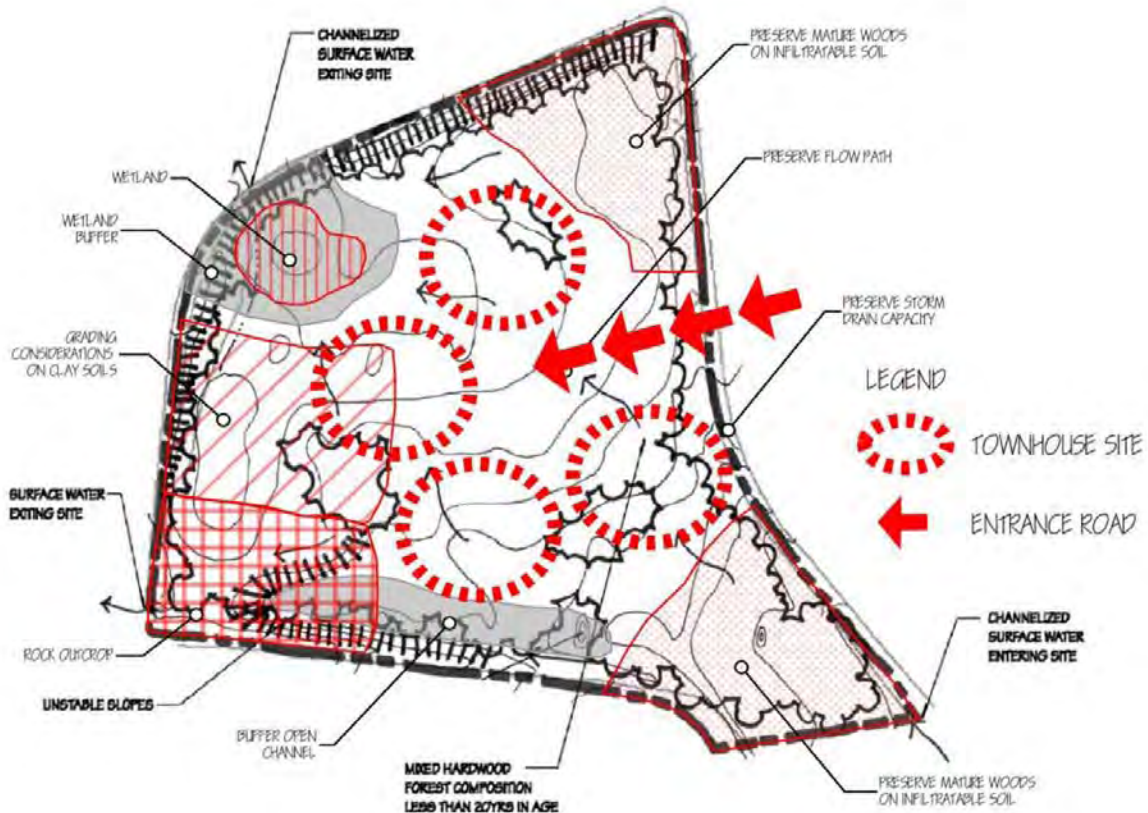 CHANNELIZED
SURFACE WATER
EXITING SITE
PRESERVE MATURE WOODS
ON INFILTRATABLE SOIL
WETLAND
PRESERVE FLOW PATH
WETLAND
BUFFER
GRADING
CONSIDERATIONS
ON CLAY SOILS
PRESERVE STORM
DRAIN CAPACITY
LEGEND
TOWNHOUSE SITE
ENTRANCE ROAD
SURFACE WATER
EXITING SITE
ROCK OUTCROP
UNSTABLE SLOPES
BUFFER OPEN
CHANNEL
MIXED HARDWOOD
FOREST COMPOSITION
LESS THAN 20YRS IN AGE
CHANNELIZED
SURFACE WATER
ENTERING SITE
PRESERVE MATURE WOODS
ON INFILTRATABLE SOIL